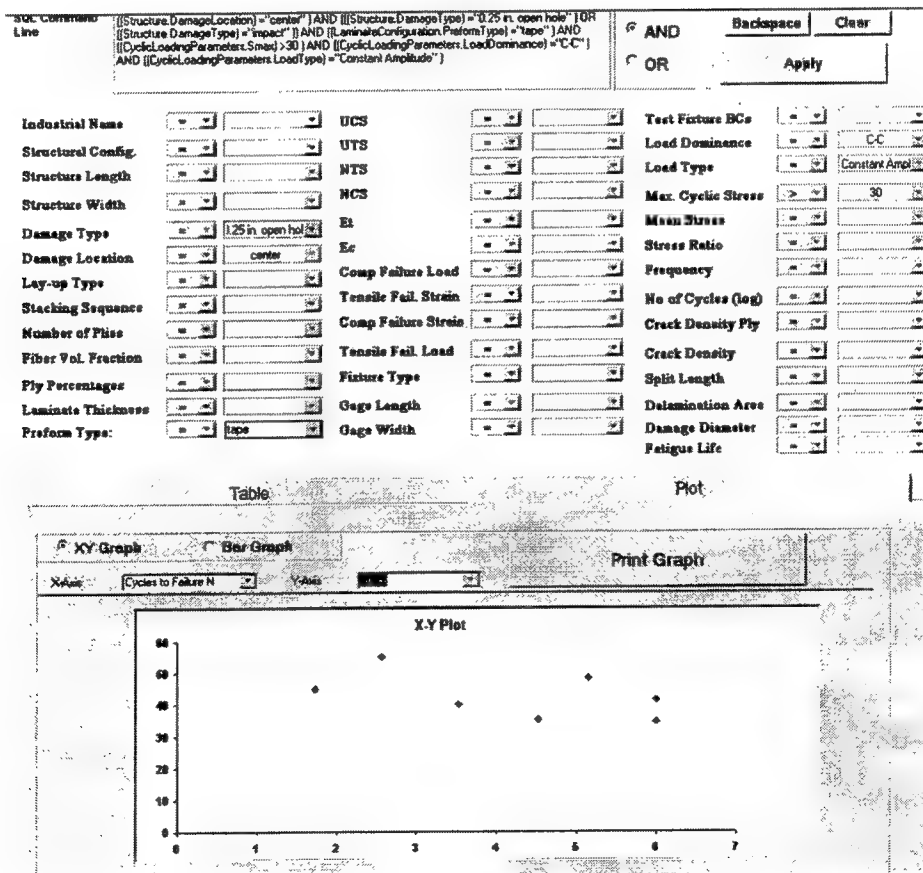 SQL Command Line
[{Structure.DamageLocation} ="center" ] AND [[{Structure.DamageType} ="0.25 in. open hole" ] OR
[{Structure.DamageType} ="impact" ]] AND [{LaminateConfiguration.PreformType} ="tape" ] AND
[{CyclicLoadingParameters.Smax} >30 ] AND [{CyclicLoadingParameters.LoadDominance} ="C-C" ]
AND [{CyclicLoadingParameters.LoadType} ="Constant Amplitude" ]
AND
OR
Backspace Clear
Apply
Industrial Name =
Structural Config. =
Structure Length =
Structure Width =
Damage Type = 0.25 in. open hol
Damage Location = center
Lay-up Type =
Stacking Sequence =
Number of Plies =
Fiber Vol. Fraction =
Ply Percentages =
Laminate Thickness =
Preform Type: = tape
UCS =
UTS =
NTS =
NCS =
Et =
Ec =
Comp Failure Load =
Tensile Fail. Strain =
Comp Failure Strain =
Tensile Fail. Load =
Fixture Type =
Gage Length =
Gage Width =
Test Fixture BCs =
Load Dominance = C-C
Load Type = Constant Ampl
Max. Cyclic Stress > 30
Mean Stress =
Stress Ratio =
Frequency =
No of Cycles (log) =
Crack Density Ply =
Crack Density =
Split Length =
Delamination Area =
Damage Diameter =
Fatigue Life =
Table Plot
XY Graph Bar Graph
Print Graph
X-Axis Cycles to Failure N Y-Axis
X-Y Plot
60
50
40
30
20
10
0
0 1 2 3 4 5 6 7